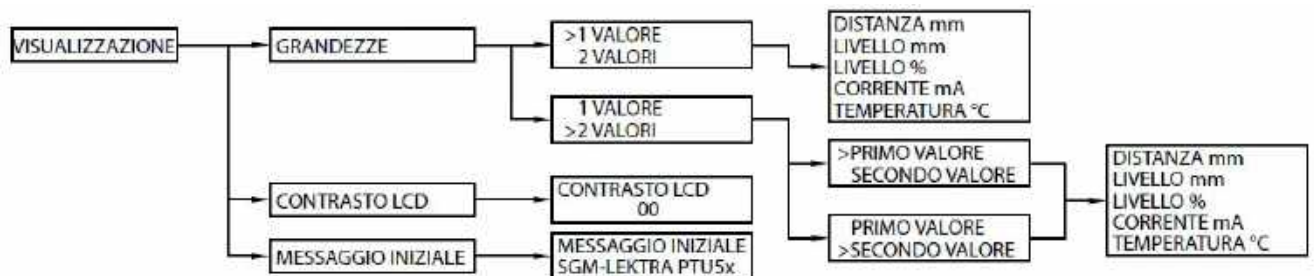 VISUALIZZAZIONE
GRANDEZZE
>1 VALORE
2 VALORI
DISTANZA mm
LIVELLO mm
LIVELLO %
CORRENTE mA
TEMPERATURA °C
1 VALORE
>2 VALORI
>PRIMO VALORE
SECONDO VALORE
PRIMO VALORE
>SECONDO VALORE
DISTANZA mm
LIVELLO mm
LIVELLO %
CORRENTE mA
TEMPERATURA °C
CONTRASTO LCD
CONTRASTO LCD
00
MESSAGGIO INIZIALE
MESSAGGIO INIZIALE
SGM-LEKTRA PTU5x